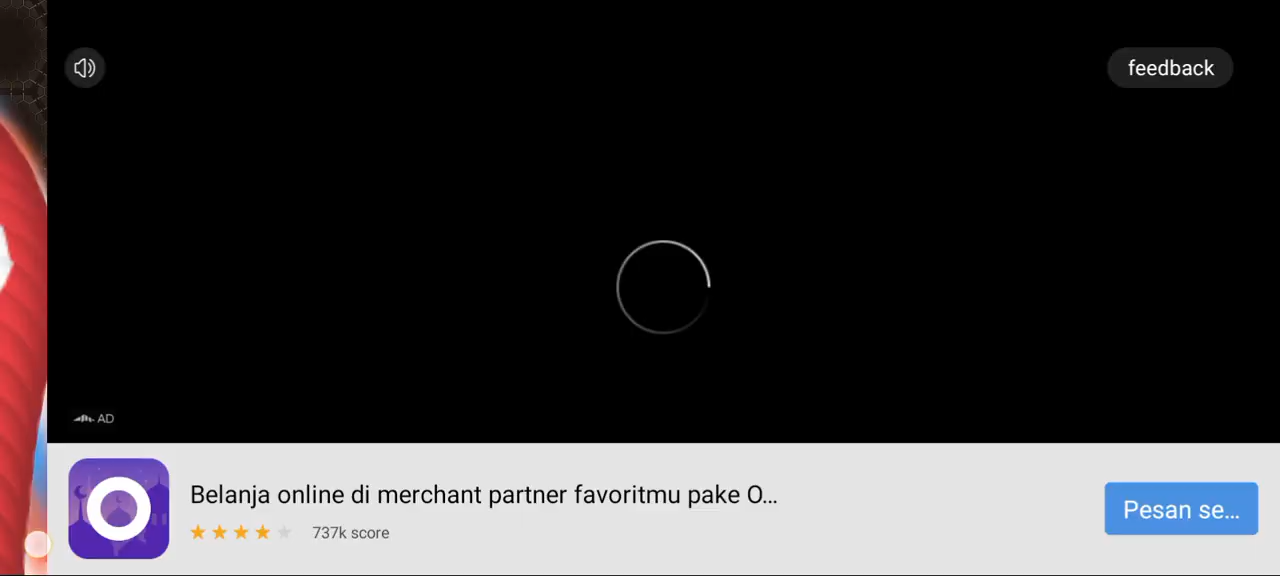 feedback
AD
Belanja online di merchant partner favoritmu pake O...
737k score
Pesan se...